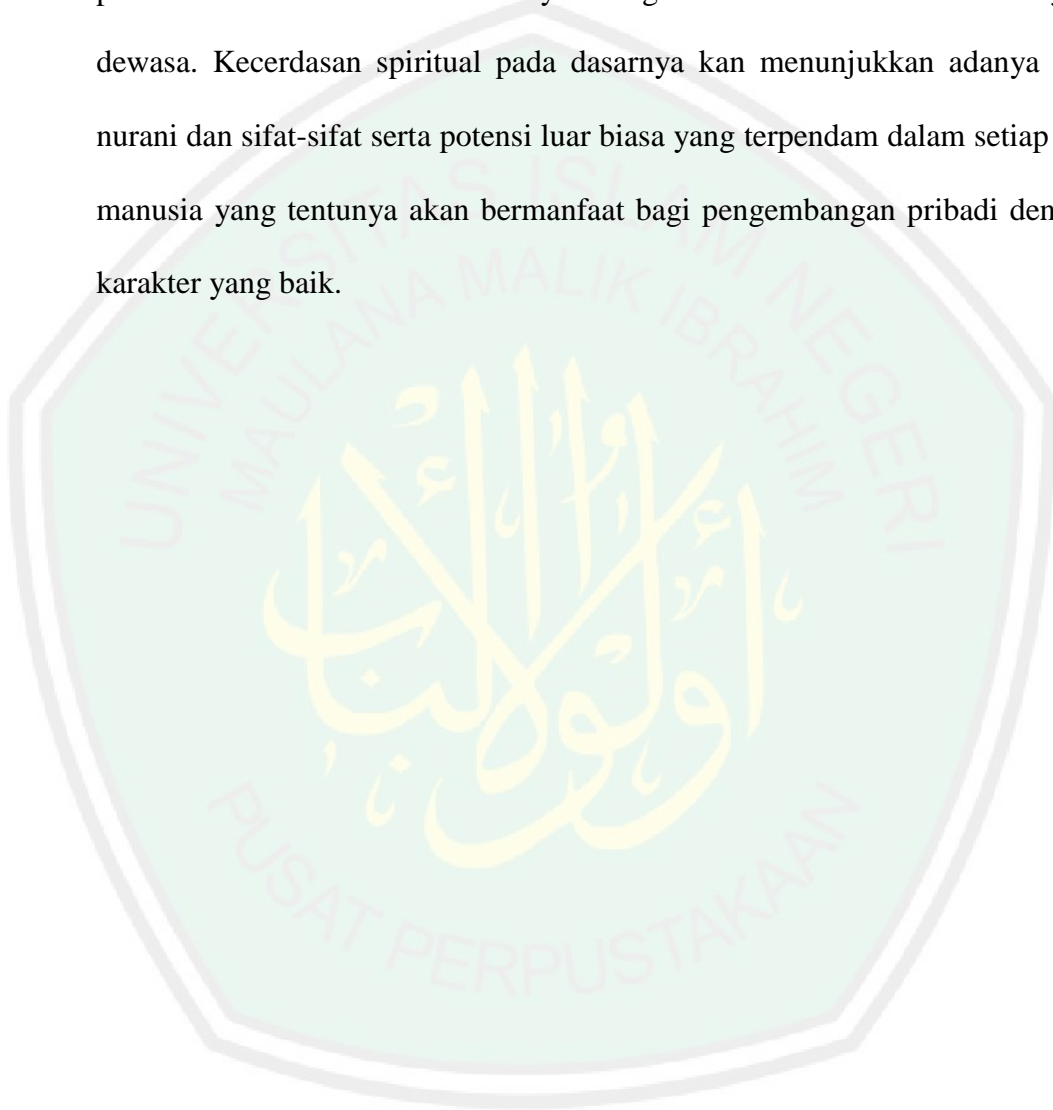 dewasa. Kecerdasan spiritual pada dasarnya kan menunjukkan adanya
nurani dan sifat-sifat serta potensi luar biasa yang terpendam dalam setiap
manusia yang tentunya akan bermanfaat bagi pengembangan pribadi den
karakter yang baik.
UNIVERSITAS ISLAM NEGERI
MAULANA MALIK IBRAHIM
أولوا الألباب
PUSAT PERPUSTAKAAN